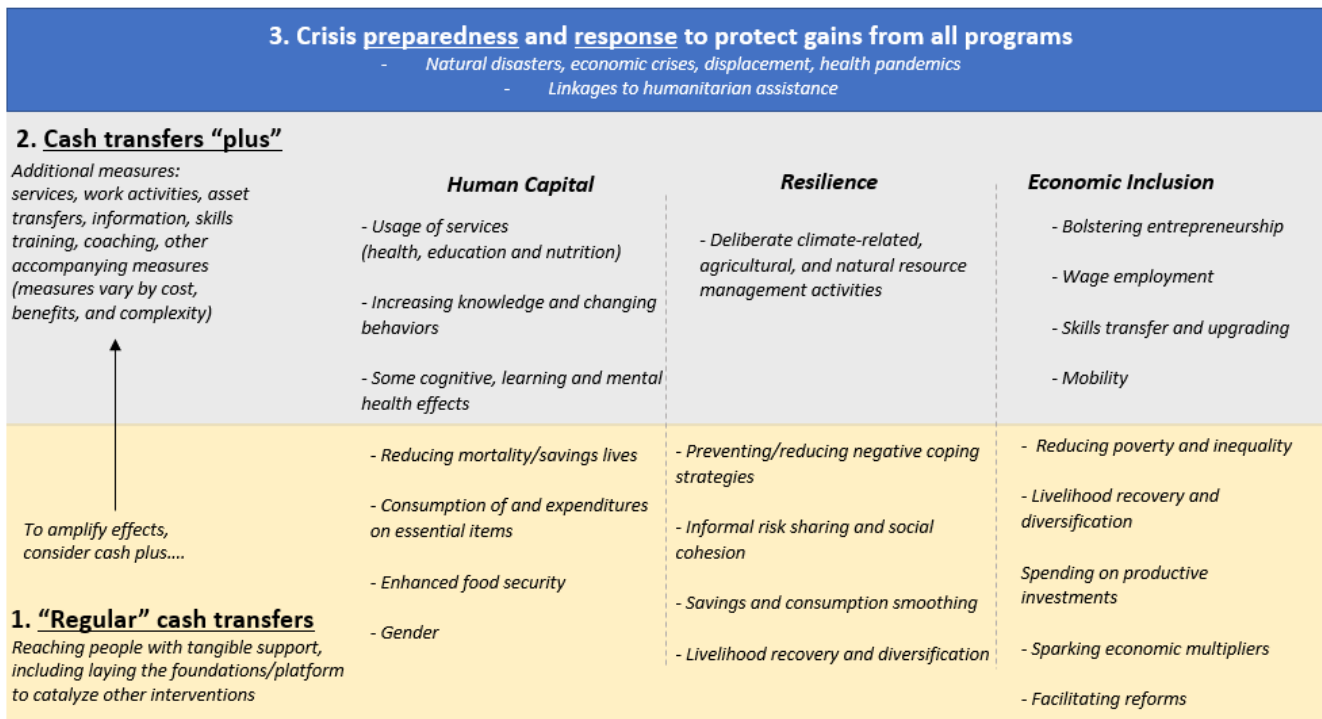 3. Crisis preparedness and response to protect gains from all programs
- Natural disasters, economic crises, displacement, health pandemics
- Linkages to humanitarian assistance
2. Cash transfers “plus”
Additional measures:
services, work activities, asset
transfers, information, skills
training, coaching, other
accompanying measures
(measures vary by cost,
benefits, and complexity)
Human Capital
- Usage of services
(health, education and nutrition)
- Increasing knowledge and changing
behaviors
- Some cognitive, learning and mental
health effects
Resilience
- Deliberate climate-related,
agricultural, and natural resource
management activities
Economic Inclusion
- Bolstering entrepreneurship
- Wage employment
- Skills transfer and upgrading
- Mobility
To amplify effects,
consider cash plus....
1. “Regular” cash transfers
Reaching people with tangible support,
including laying the foundations/platform
to catalyze other interventions
- Reducing mortality/savings lives
- Consumption of and expenditures
on essential items
- Enhanced food security
- Gender
- Preventing/reducing negative coping
strategies
- Informal risk sharing and social
cohesion
- Savings and consumption smoothing
- Livelihood recovery and diversification
- Reducing poverty and inequality
- Livelihood recovery and
diversification
Spending on productive
investments
- Sparking economic multipliers
- Facilitating reforms